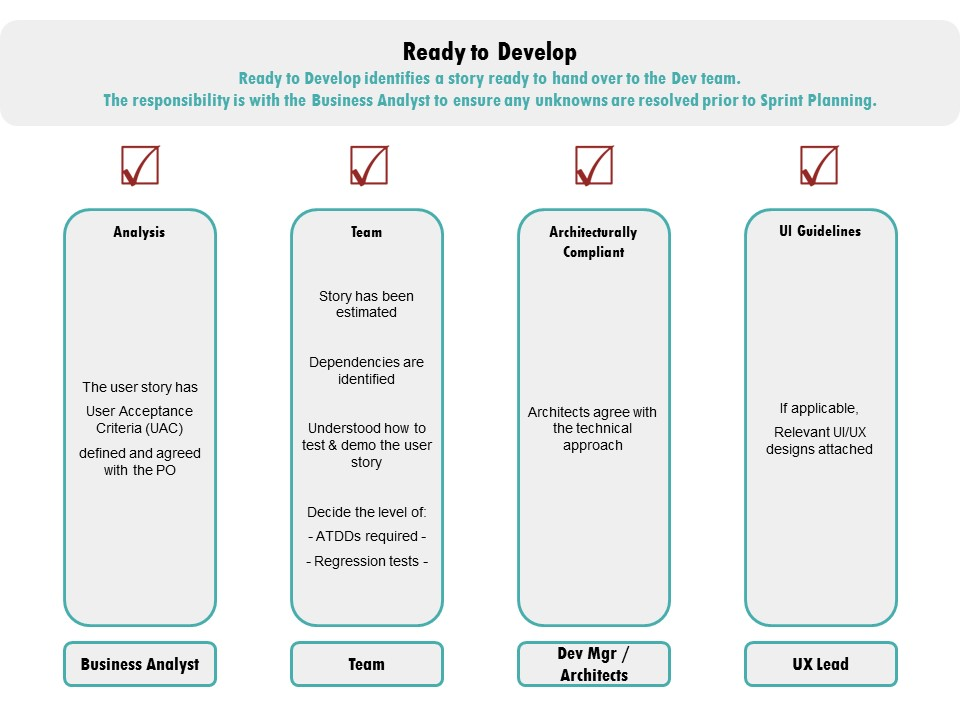 Ready to Develop
Ready to Develop identifies a story ready to hand over to the Dev team.
The responsibility is with the Business Analyst to ensure any unknowns are resolved prior to Sprint Planning.
Analysis
The user story has
User Acceptance
Criteria (UAC)
defined and agreed
with the PO
Business Analyst
Team
Story has been
estimated
Dependencies are
identified
Understood how to
test & demo the user
story
Decide the level of:
- ATDDs required -
- Regression tests -
Team
Architecturally
Compliant
Architects agree with
the technical
approach
Dev Mgr /
Architects
UI Guidelines
If applicable,
Relevant UI/UX
designs attached
UX Lead